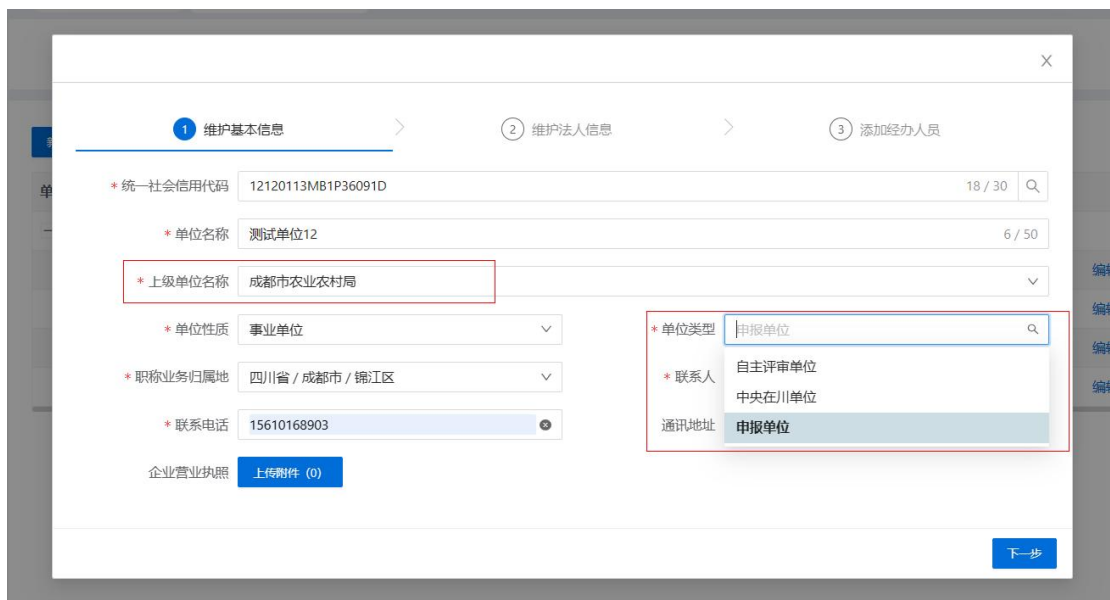 1 维护基本信息
2 维护法人信息
3 添加经办人员
单
* 统一社会信用代码 12120113MB1P36091D 18 / 30
* 单位名称 测试单位12 6 / 50
* 上级单位名称 成都市农业农村局
编辑
* 单位性质 事业单位
* 单位类型 申报单位
编辑
自主评审单位
* 职称业务归属地 四川省 / 成都市 / 锦江区
* 联系人
中央在川单位
编辑
* 联系电话 15610168903
通讯地址
申报单位
编辑
企业营业执照 上传附件 (0)
下一步